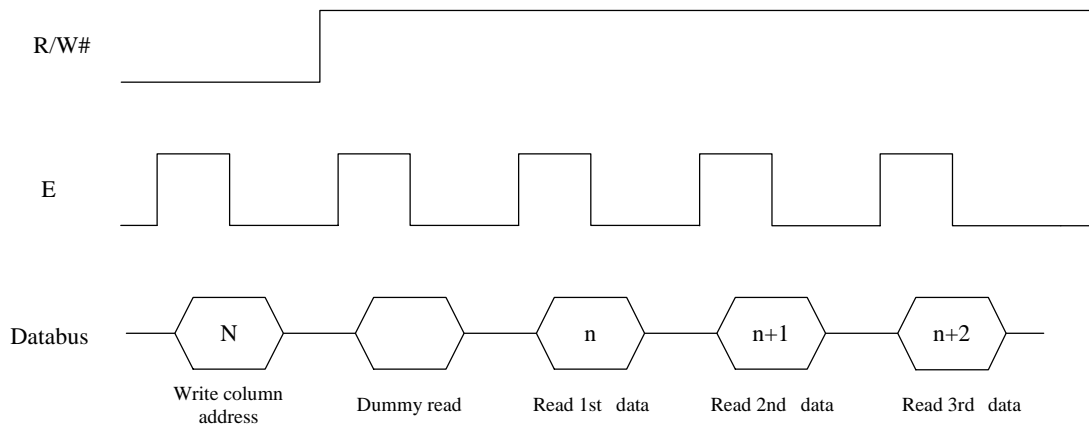 R/W#
E
Databus
N
n
n+1
n+2
Write column
address
Dummy read
Read 1st data
Read 2nd data
Read 3rd data